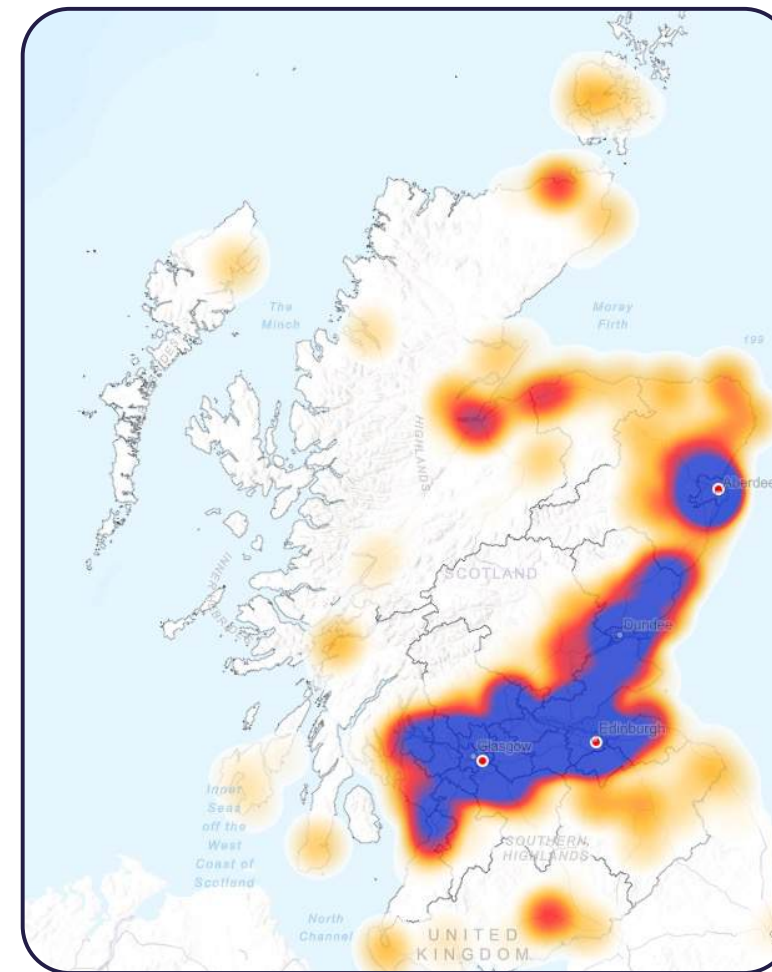 The
Minch
Moray
Firth
199
HIGHLANDS
Aberdee
SCOTLAND
Dundee
Edinburgh
Glasgow
Inner
Seas
off the
West
Coast of
Scotland
SOUTHERN
HIGHLANDS
North
Channel
UNITED
KINGDOM